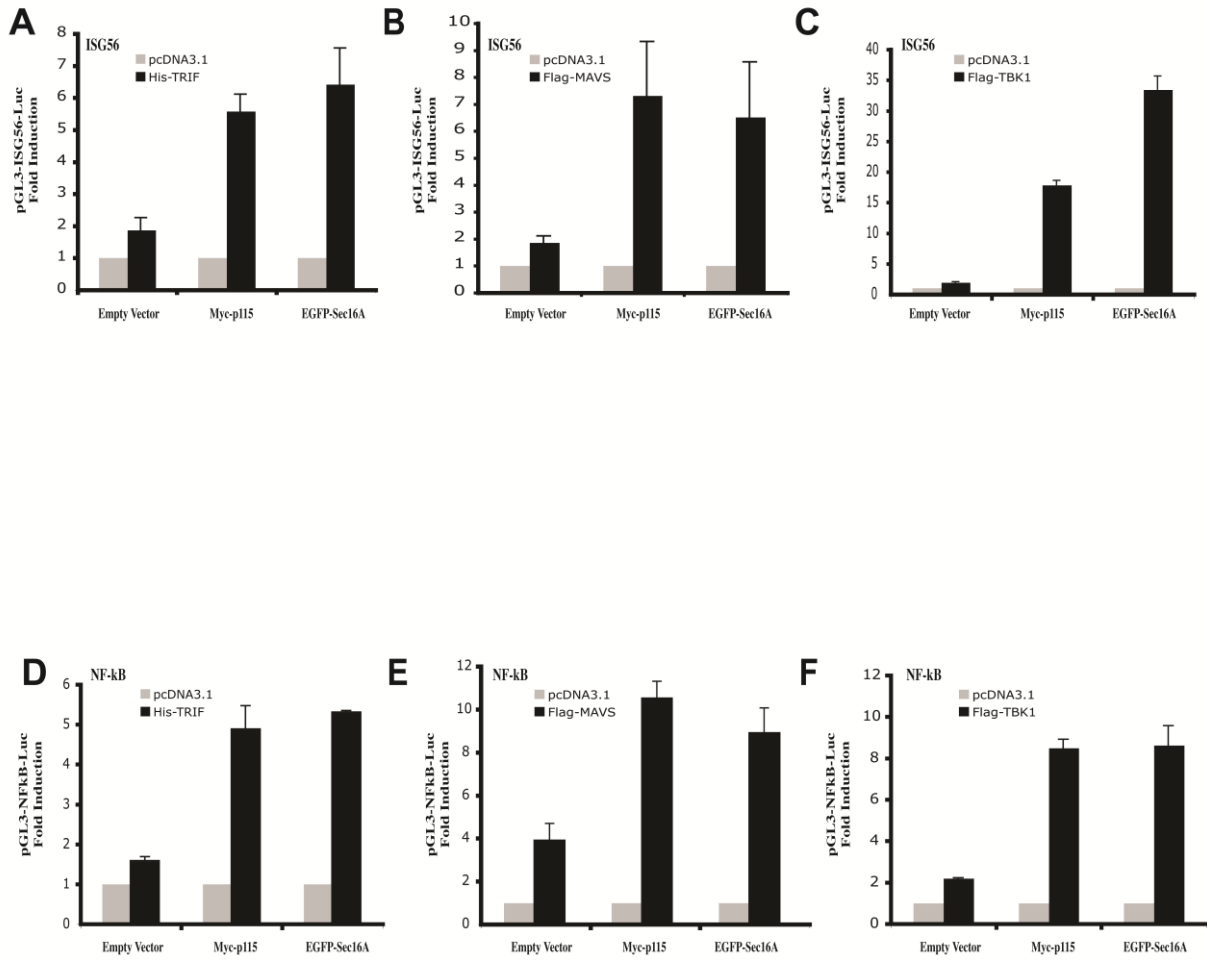 A
ISG56
pcDNA3.1
His-TRIF
pGL3-ISG56-Luc
Fold Induction
8
7
6
5
4
3
2
1
0
Empty Vector
Myc-p115
EGFP-Sec16A
B
ISG56
pcDNA3.1
Flag-MAVS
pGL3-ISG56-Luc
Fold Induction
10
9
8
7
6
5
4
3
2
1
0
Empty Vector
Myc-p115
EGFP-Sec16A
C
ISG56
pcDNA3.1
Flag-TBK1
pGL3-ISG56-Luc
Fold Induction
40
35
30
25
20
15
10
5
0
Empty Vector
Myc-p115
EGFP-Sec16A
D
NF-kB
pcDNA3.1
His-TRIF
pGL3-NFkB-Luc
Fold Induction
6
5
4
3
2
1
0
Empty Vector
Myc-p115
EGFP-Sec16A
E
NF-kB
pcDNA3.1
Flag-MAVS
pGL3-NFkB-Luc
Fold Induction
12
10
8
6
4
2
0
Empty Vector
Myc-p115
EGFP-Sec16A
F
NF-kB
pcDNA3.1
Flag-TBK1
pGL3-NFkB-Luc
Fold Induction
12
10
8
6
4
2
0
Empty Vector
Myc-p115
EGFP-Sec16A